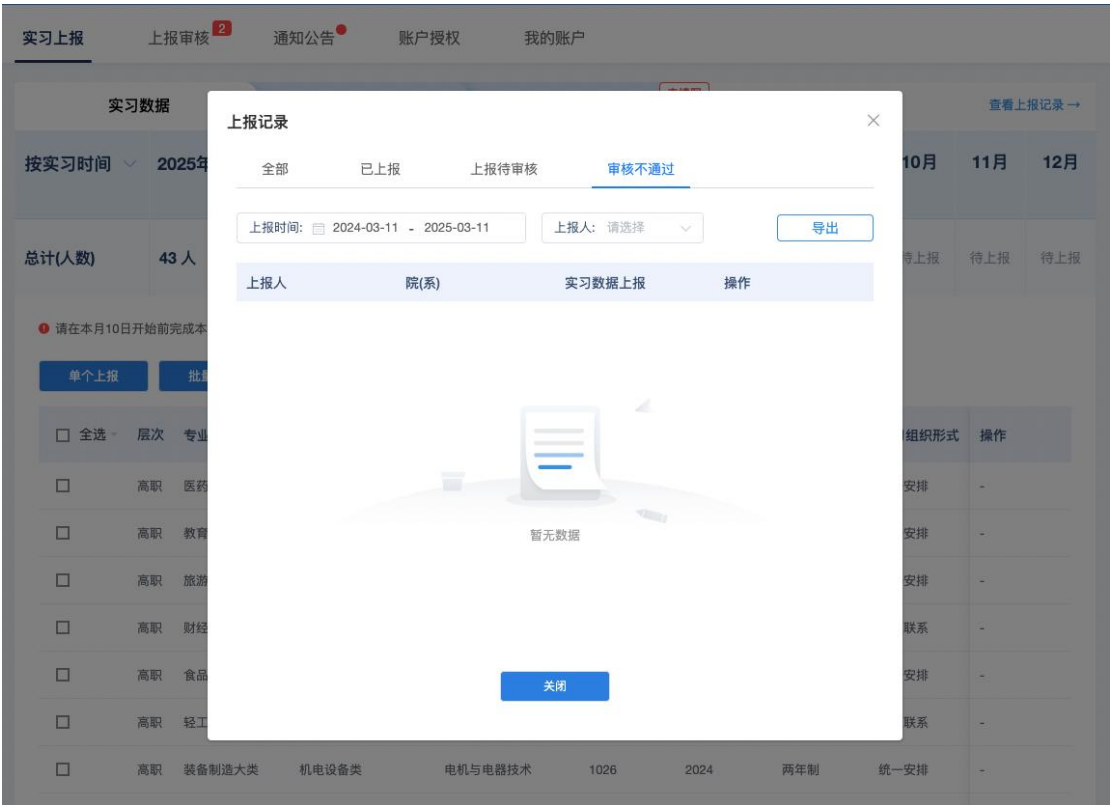 实习上报 上报审核 2 通知公告 账户授权 我的账户
实习数据 查看上报记录→
上报记录
按实习时间 2025年 10月 11月 12月
全部 已上报 上报待审核 审核不通过
上报时间: 2024-03-11 - 2025-03-11 上报人: 请选择 导出
总计(人数) 43 人 待上报 待上报 待上报
上报人 院(系) 实习数据上报 操作
请在本月10日开始前完成本
单个上报 批量
全选 层次 专业 组织形式 操作
高职 医药 安排 -
高职 教育 安排 -
暂无数据
高职 旅游 安排 -
高职 财经 联系 -
高职 食品 安排 -
关闭
高职 轻工 联系 -
高职 装备制造大类 机电设备类 电机与电器技术 1026 2024 两年制 统一安排 -